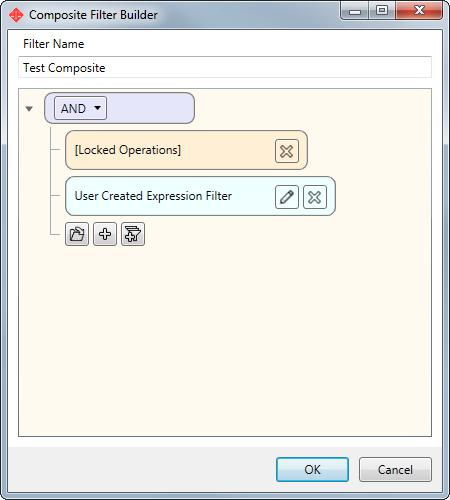 Composite Filter Builder
Filter Name
Test Composite
AND
[Locked Operations]
User Created Expression Filter
OK
Cancel